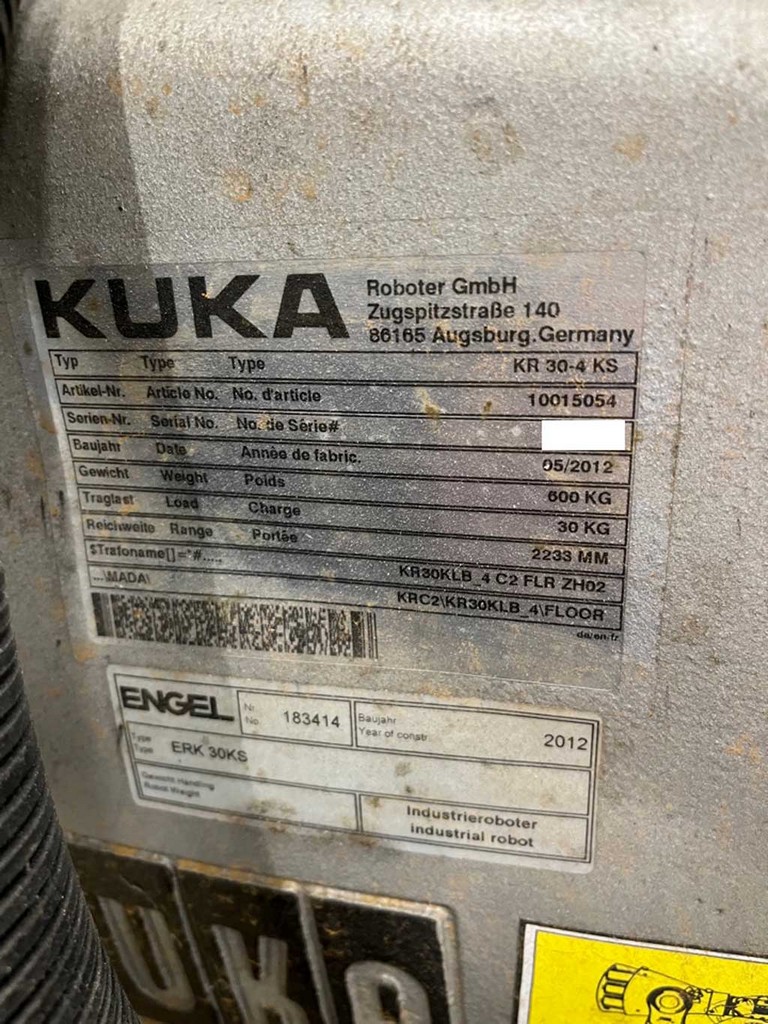 KUKA Roboter GmbH
Zugspitzstraße 140
86165 Augsburg.Germany
Typ Type Type KR 30-4 KS
Artikel-Nr. Article No. No. d'article 10015054
Serien-Nr. Serial No. No. de Série#
Baujahr Date Année de fabric. 05/2012
Gewicht Weight Poids 600 KG
Traglast Load Charge 30 KG
Reichweite Range Portée 2233 MM
$Trafoname[]="#..... KR30KLB_4 C2 FLR ZH02
...\MADA\ KRC2\KR30KLB_4\FLOOR
de/en/fr
ENGEL Nr. No. 183414 Baujahr Year of constr. 2012
Type Type ERK 30KS
Gewicht Handling
Robot Weight
Industrieroboter
industrial robot
KUKA